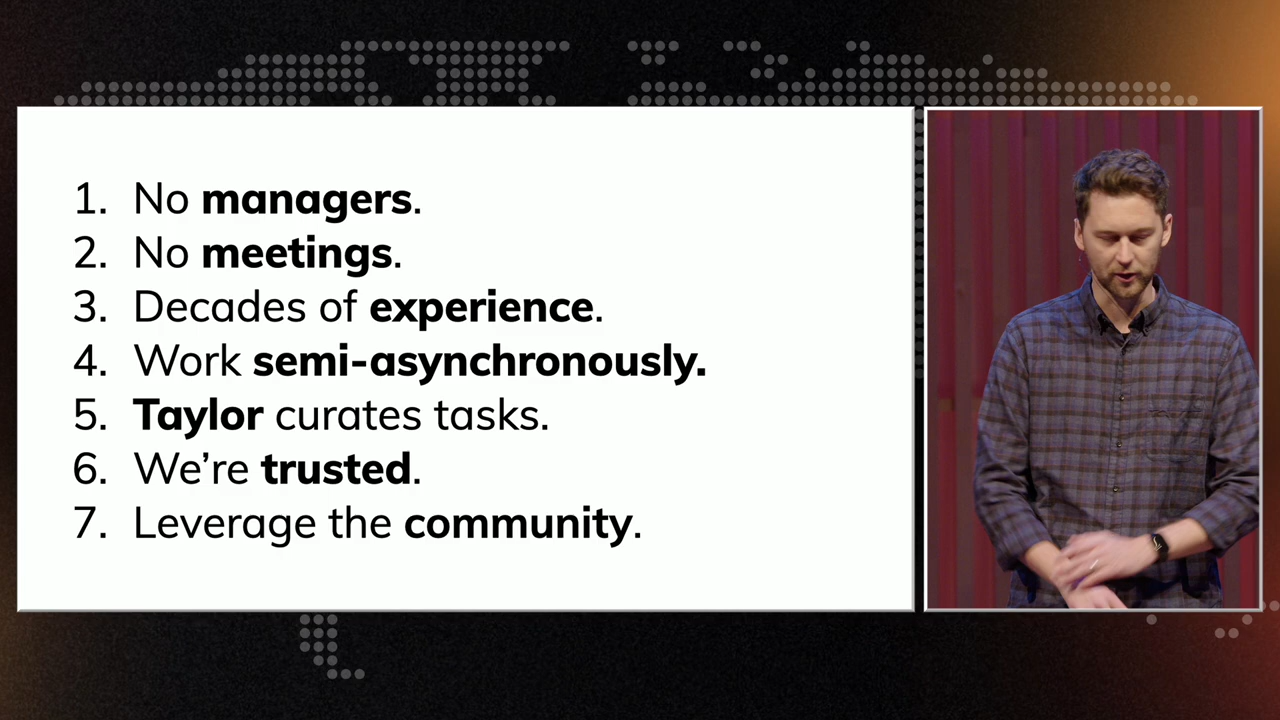 1. No managers.
2. No meetings.
3. Decades of experience.
4. Work semi-asynchronously.
5. Taylor curates tasks.
6. We’re trusted.
7. Leverage the community.